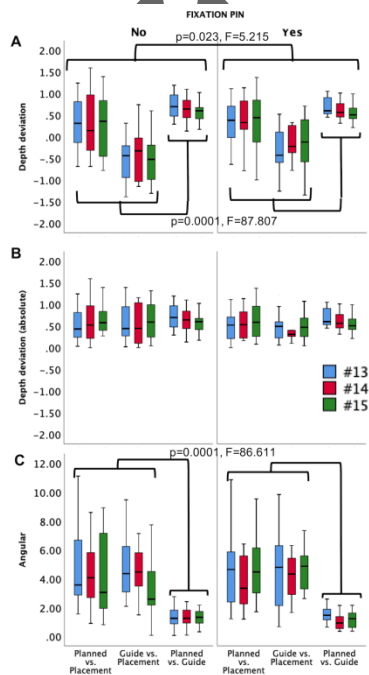 FIXATION PIN
No Yes
p=0.023, F=5.215
A
Depth deviation
2.00
1.50
1.00
.50
.00
-.50
-1.00
-1.50
-2.00
p=0.0001, F=87.807
B
Depth deviation (absolute)
2.00
1.50
1.00
.50
.00
-.50
-1.00
-1.50
-2.00
#13
#14
#15
p=0.0001, F=86.611
C
Angular
12.00
10.00
8.00
6.00
4.00
2.00
.00
Planned vs. Placement
Guide vs. Placement
Planned vs. Guide
Planned vs. Placement
Guide vs. Placement
Planned vs. Guide